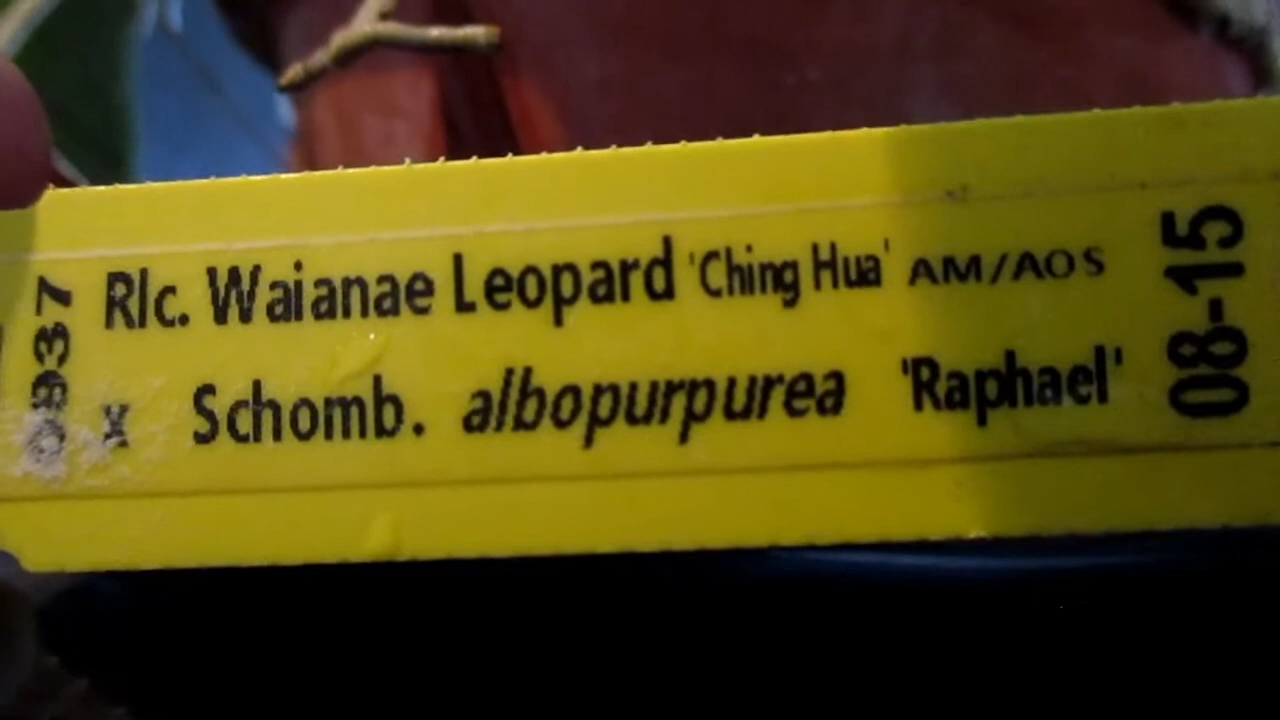 Rlc. Waianae Leopard 'Ching Hua' AM/AOS
x Schomb. albopurpurea 'Raphael'
08-15